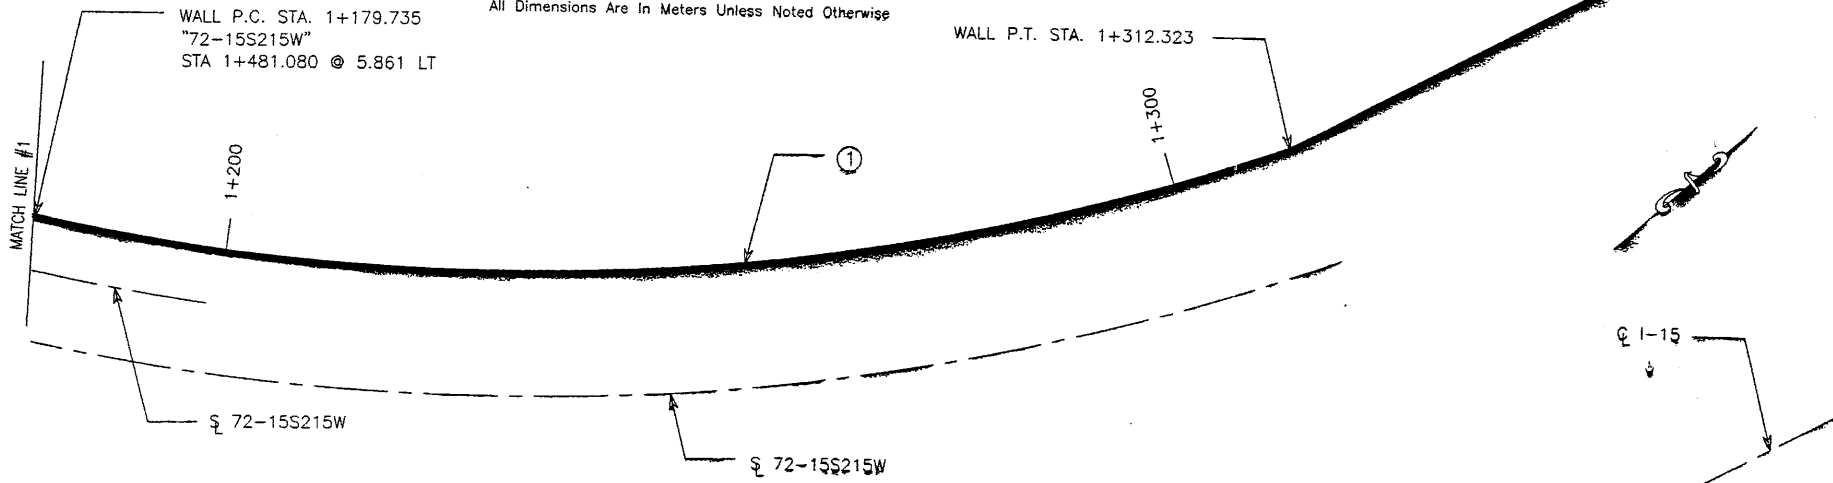 All Dimensions Are In Meters Unless Noted Otherwise
WALL P.C. STA. 1+179.735
"72-15S215W"
STA 1+481.080 @ 5.861 LT
WALL P.T. STA. 1+312.323
MATCH LINE #1
1+200
1
1+300
℄ I-15
72-15S215W
72-15S215W